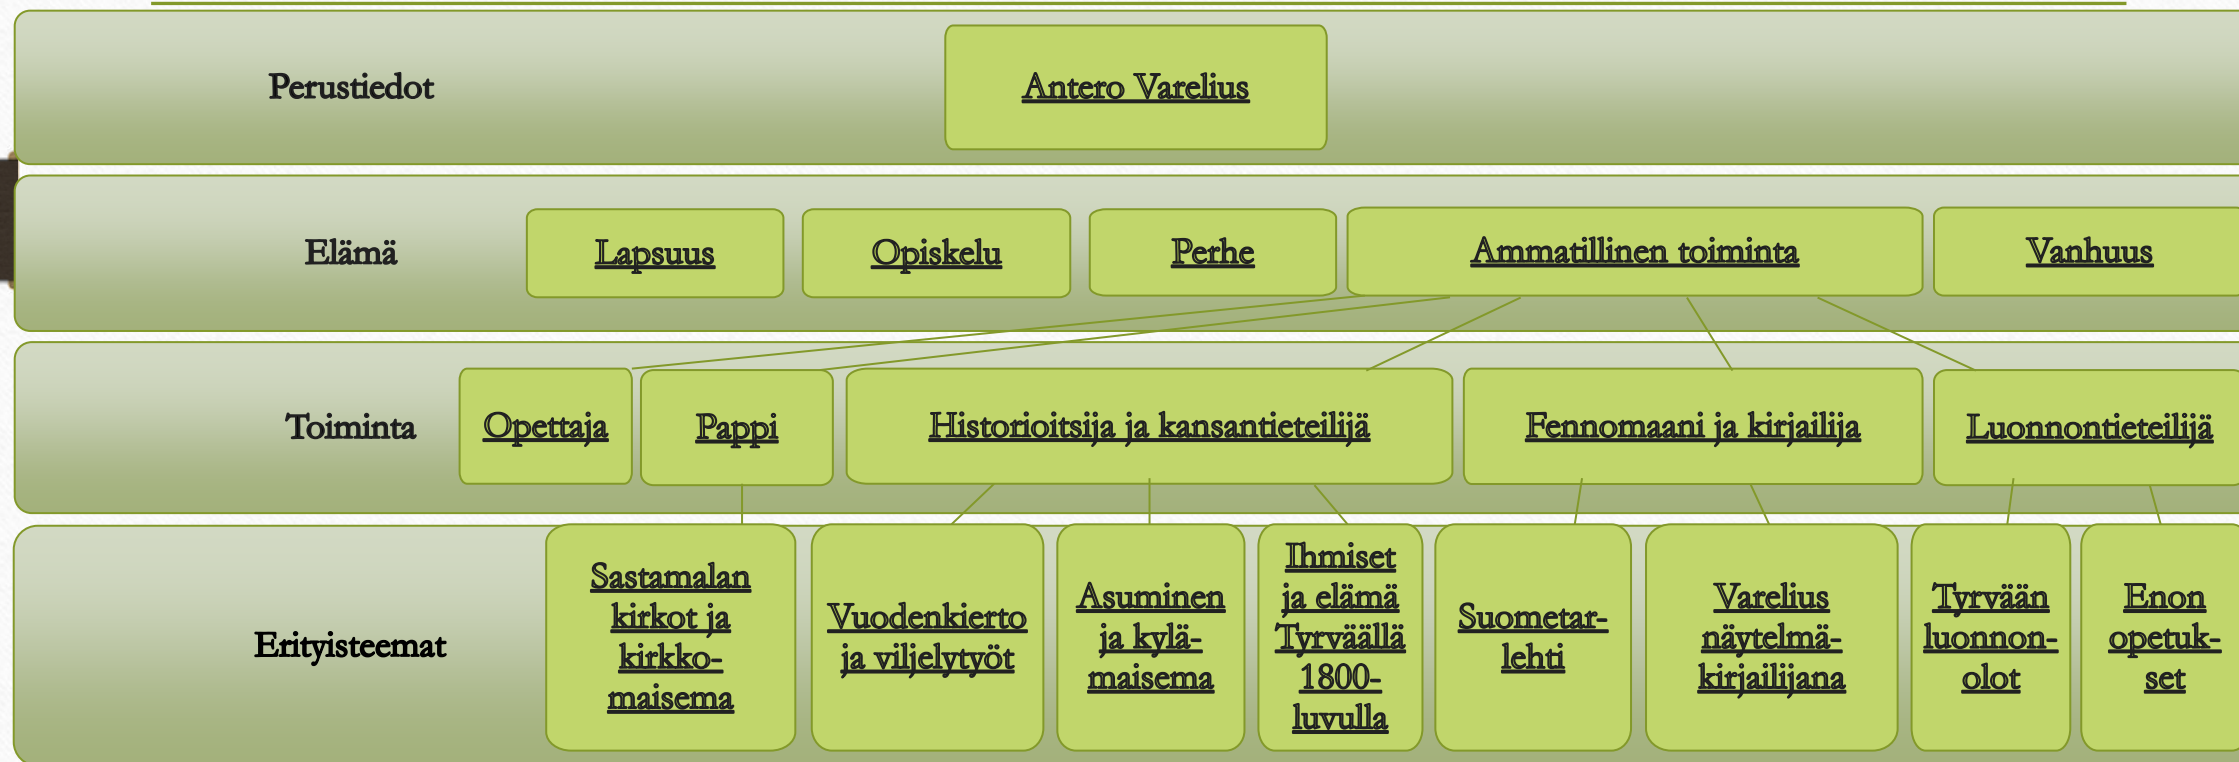 Perustiedot
Antero Varelius
Elämä
Lapsuus
Opiskelu
Perhe
Ammatillinen toiminta
Vanhuus
Toiminta
Opettaja
Pappi
Historioitsija ja kansantieteilijä
Fennomaani ja kirjailija
Luonnontieteilijä
Erityisteemat
Sastamalan
kirkot ja
kirkko-
maisema
Vuodenkierto
ja viljelytyöt
Asuminen
ja kylä-
maisema
Ihmiset
ja elämä
Tyrväällä
1800-
luvulla
Suometar-
lehti
Varelius
näytelmä-
kirjailijana
Tyrvään
luonnon-
olot
Enon
opetuk-
set